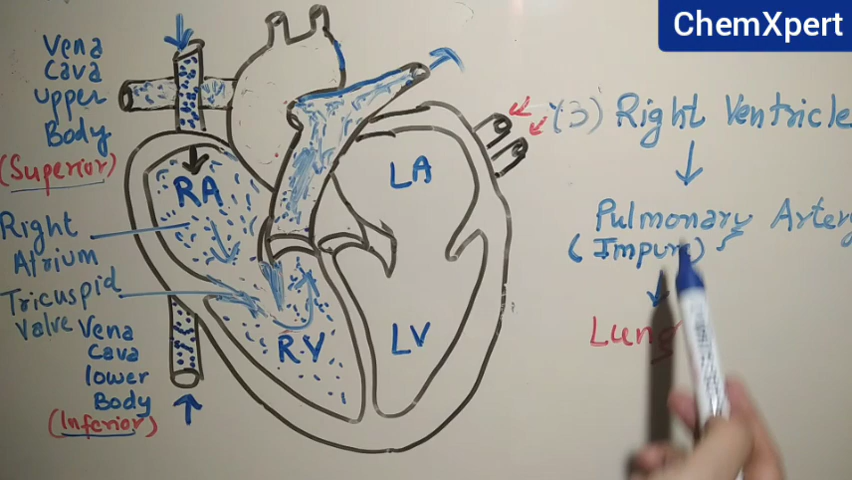 ChemXpert
Vena
Cava
upper
Body
(Superior)
RA
Right
Atrium
Tricuspid
Valve
Vena
Cava
lower
Body
(Inferior)
LA
RV
LV
(3) Right Ventricle
Pulmonary Artery
(Impure)
Lung